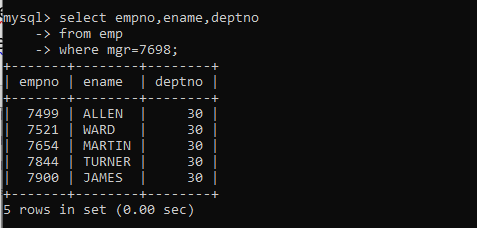 mysql> select empno,ename,deptno
    -> from emp
    -> where mgr=7698;
+-------+--------+--------+
| empno | ename  | deptno |
+-------+--------+--------+
|  7499 | ALLEN  |     30 |
|  7521 | WARD   |     30 |
|  7654 | MARTIN |     30 |
|  7844 | TURNER |     30 |
|  7900 | JAMES  |     30 |
+-------+--------+--------+
5 rows in set (0.00 sec)